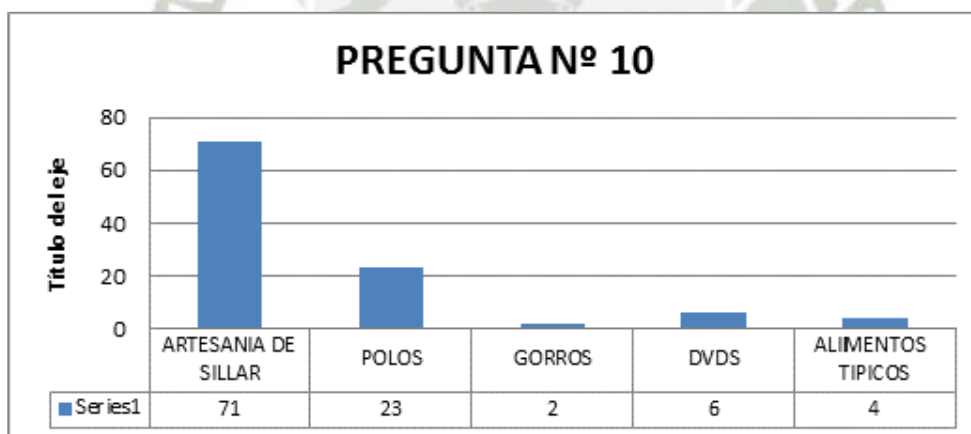 PREGUNTA Nº 10
Título del eje
80
60
40
20
0
ARTESANIA DE
SILLAR
POLOS
GORROS
DVDS
ALIMENTOS
TIPICOS
Series1 71 23 2 6 4